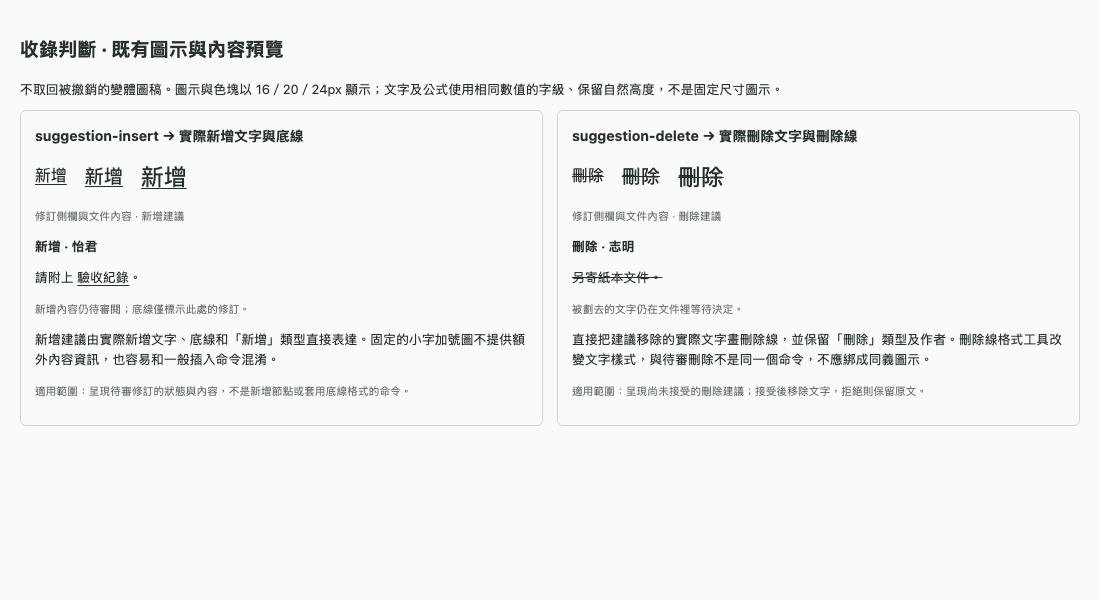 收錄判斷 · 既有圖示與內容預覽
不取回被撤銷的變體圖稿。圖示與色塊以 16 / 20 / 24px 顯示；文字及公式使用相同數值的字級、保留自然高度，不是固定尺寸圖示。
suggestion-insert → 實際新增文字與底線
新增 新增 新增
修訂側欄與文件內容 · 新增建議
新增 · 怡君
請附上 驗收紀錄。
新增內容仍待審閱；底線僅標示此處的修訂。
新增建議由實際新增文字、底線和「新增」類型直接表達。固定的小字加號圖不提供額
外內容資訊，也容易和一般插入命令混淆。
適用範圍：呈現待審修訂的狀態與內容，不是新增節點或套用底線格式的命令。
suggestion-delete → 實際刪除文字與刪除線
刪除 刪除 刪除
修訂側欄與文件內容 · 刪除建議
刪除 · 志明
另寄紙本文件。
被劃去的文字仍在文件裡等待決定。
直接把建議移除的實際文字畫刪除線，並保留「刪除」類型及作者。刪除線格式工具改
變文字樣式，與待審刪除不是同一個命令，不應綁成同義圖示。
適用範圍：呈現尚未接受的刪除建議；接受後移除文字，拒絕則保留原文。